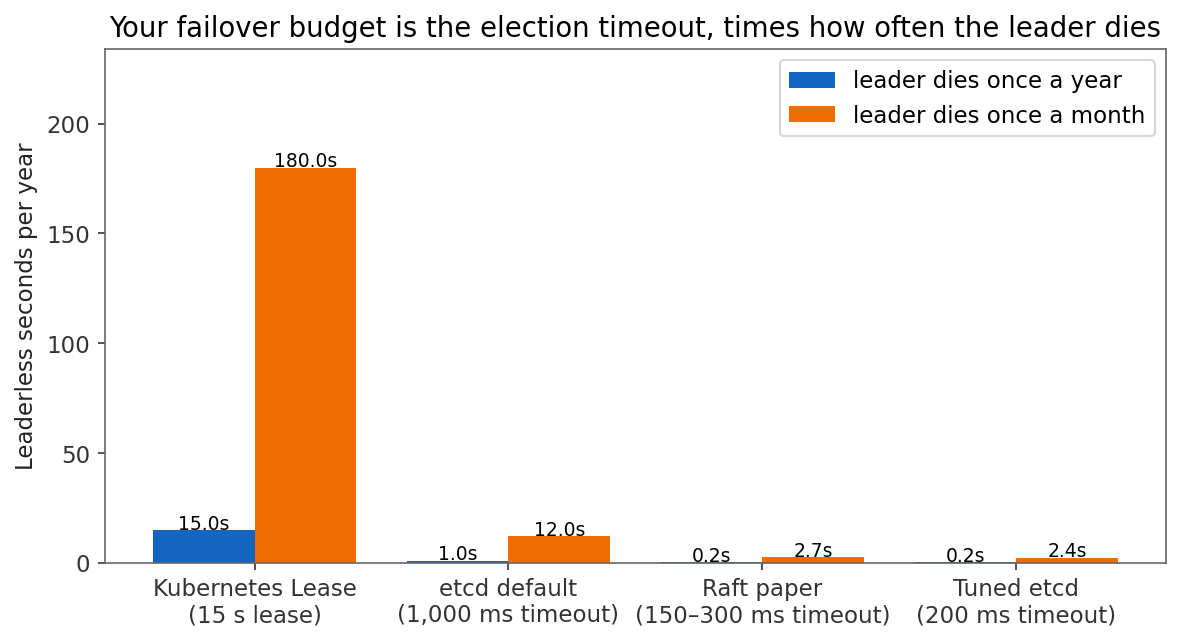 Your failover budget is the election timeout, times how often the leader dies
leader dies once a year
leader dies once a month
Leaderless seconds per year
200
150
100
50
0
180.0s
15.0s
1.0s
12.0s
0.2s
2.7s
0.2s
2.4s
Kubernetes Lease
(15 s lease)
etcd default
(1,000 ms timeout)
Raft paper
(150–300 ms timeout)
Tuned etcd
(200 ms timeout)